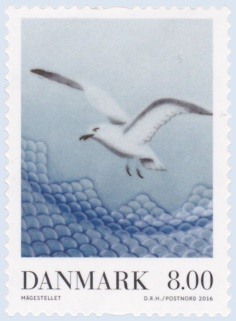 DANMARK 8.00
MÅGESTELLET D.R.H./POSTNORD 2016